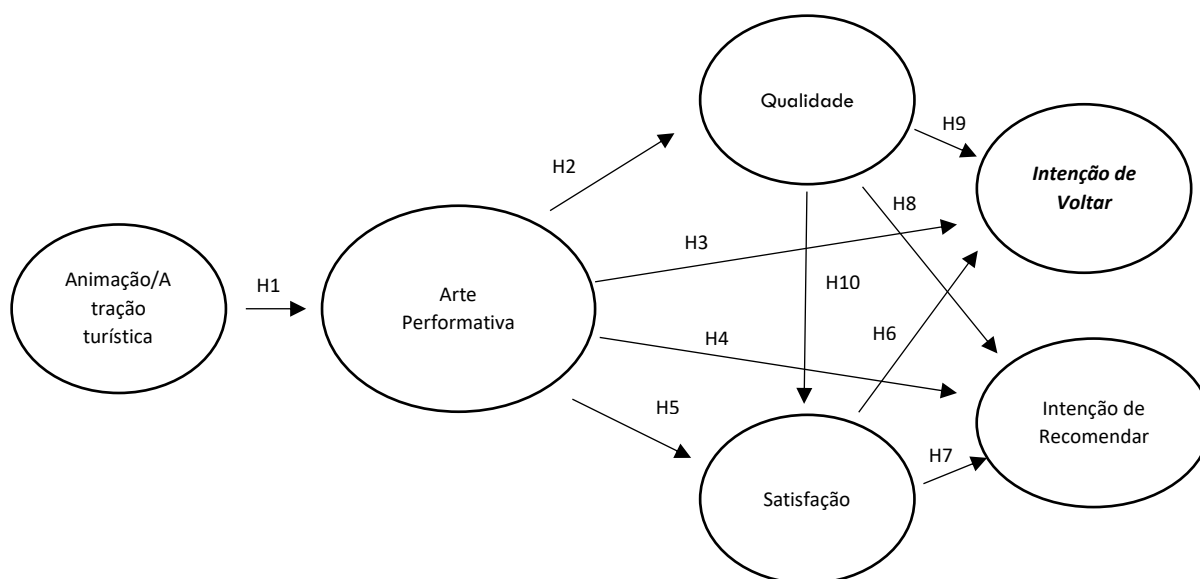 Qualidade
H9
Intenção de
Voltar
H2
H8
H3
Animação/A
tração
turística
H1
Arte
Performativa
H10
H6
H4
H5
Intenção de
Recomendar
H7
Satisfação